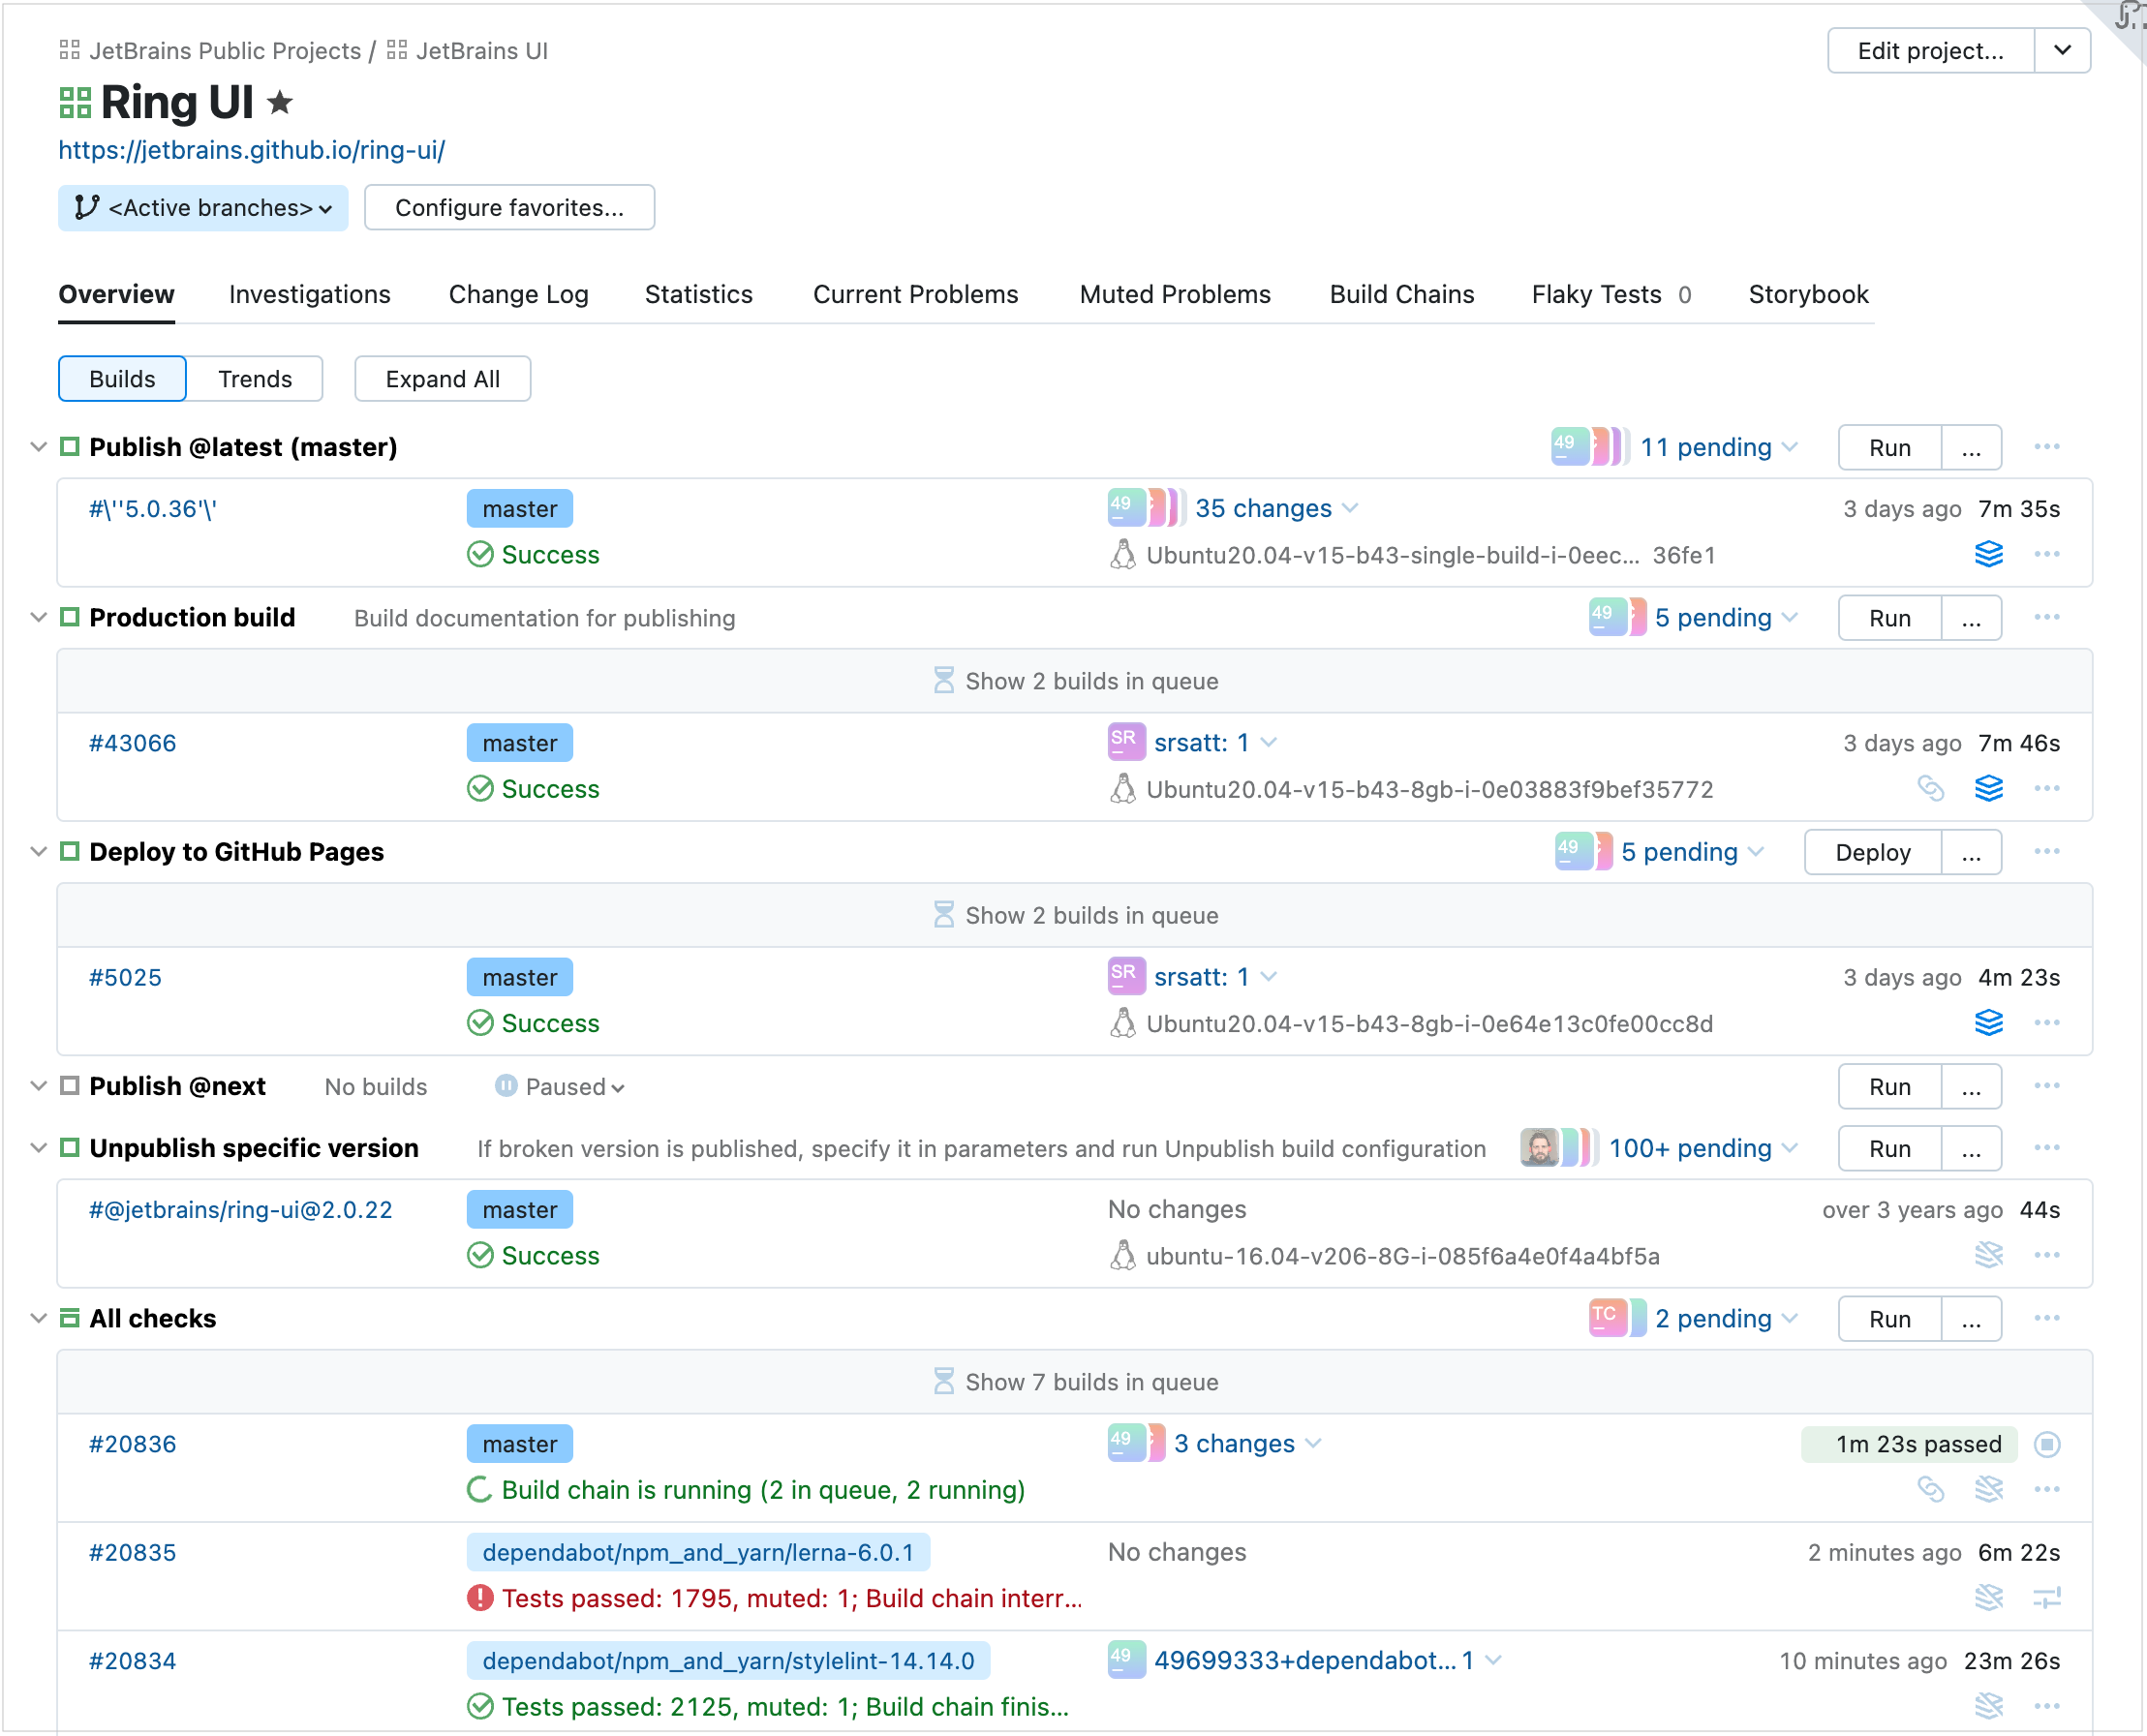 JetBrains Public Projects / JetBrains UI
Edit project...
Ring UI
https://jetbrains.github.io/ring-ui/
<Active branches> Configure favorites...
Overview Investigations Change Log Statistics Current Problems Muted Problems Build Chains Flaky Tests 0 Storybook
Builds Trends Expand All
Publish @latest (master) 49 11 pending Run ...
#\''5.0.36'\' master 49 35 changes 3 days ago 7m 35s
Success Ubuntu20.04-v15-b43-single-build-i-0eec... 36fe1
Production build Build documentation for publishing 49 5 pending Run ...
Show 2 builds in queue
#43066 master SR srsatt: 1 3 days ago 7m 46s
Success Ubuntu20.04-v15-b43-8gb-i-0e03883f9bef35772
Deploy to GitHub Pages 49 5 pending Deploy ...
Show 2 builds in queue
#5025 master SR srsatt: 1 3 days ago 4m 23s
Success Ubuntu20.04-v15-b43-8gb-i-0e64e13c0fe00cc8d
Publish @next No builds Paused Run ...
Unpublish specific version If broken version is published, specify it in parameters and run Unpublish build configuration 100+ pending Run ...
#@jetbrains/ring-ui@2.0.22 master No changes over 3 years ago 44s
Success ubuntu-16.04-v206-8G-i-085f6a4e0f4a4bf5a
All checks TC 2 pending Run ...
Show 7 builds in queue
#20836 master 49 3 changes 1m 23s passed
Build chain is running (2 in queue, 2 running)
#20835 dependabot/npm_and_yarn/lerna-6.0.1 No changes 2 minutes ago 6m 22s
Tests passed: 1795, muted: 1; Build chain interr...
#20834 dependabot/npm_and_yarn/stylelint-14.14.0 49 49699333+dependabot... 1 10 minutes ago 23m 26s
Tests passed: 2125, muted: 1; Build chain finis...